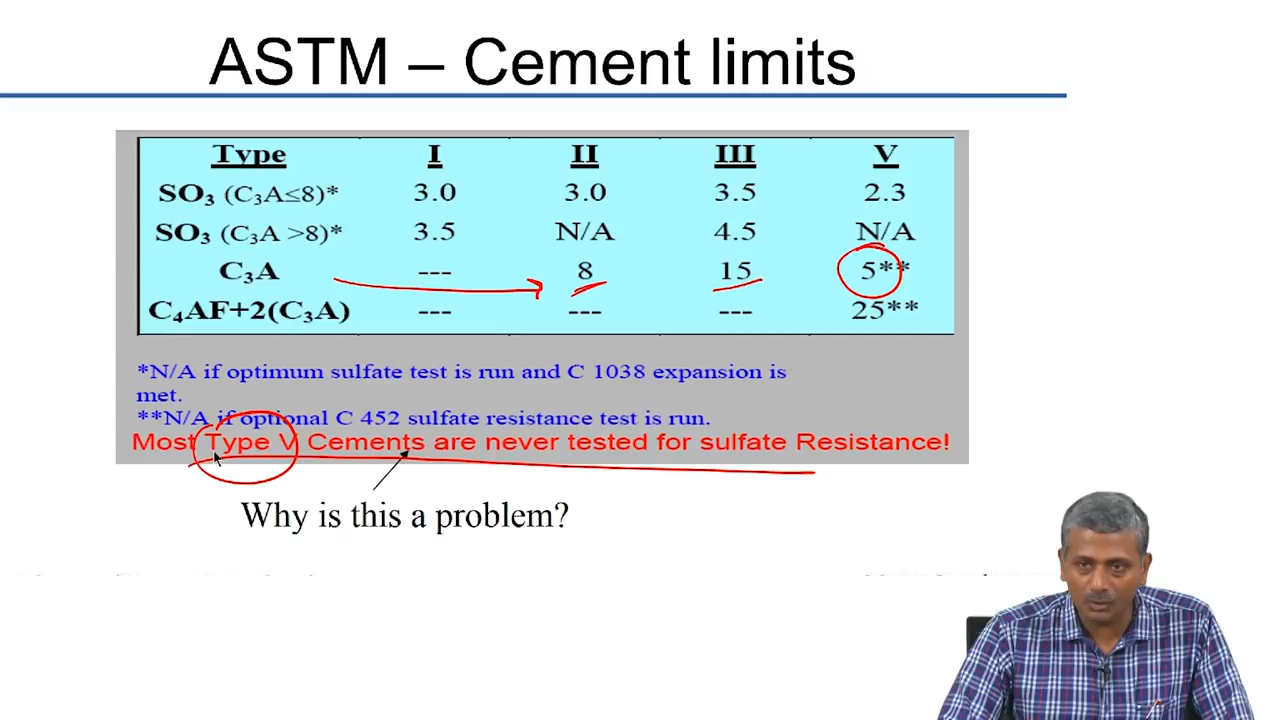 ASTM – Cement limits
Type I II III V
SO₃ (C₃A≤8)* 3.0 3.0 3.5 2.3
SO₃ (C₃A >8)* 3.5 N/A 4.5 N/A
C₃A --- 8 15 5**
C₄AF+2(C₃A) --- --- --- 25**
*N/A if optimum sulfate test is run and C 1038 expansion is
met.
**N/A if optional C 452 sulfate resistance test is run.
Most Type V Cements are never tested for sulfate Resistance!
Why is this a problem?